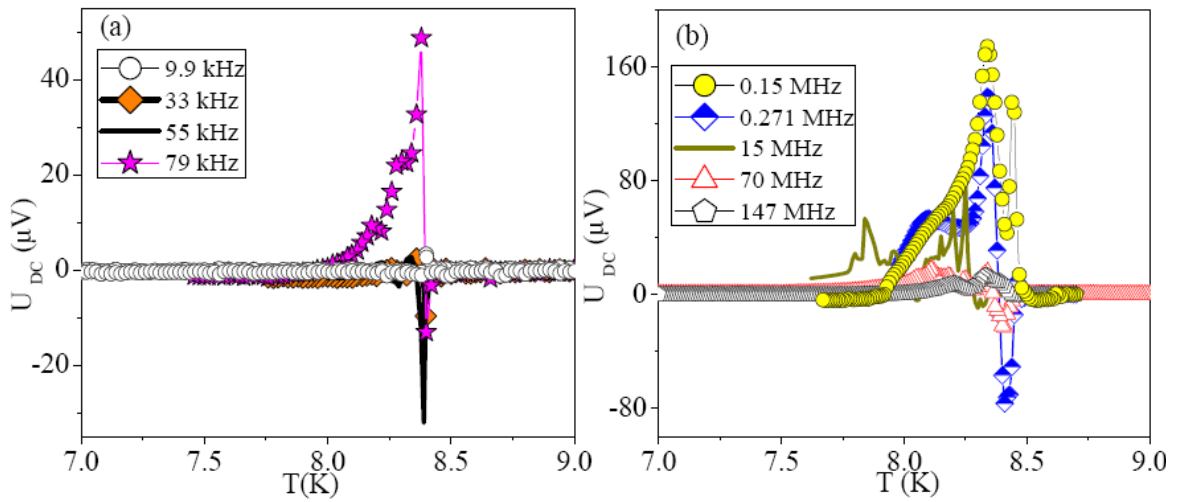 (a)
9.9 kHz
33 kHz
55 kHz
79 kHz
U DC (μV)
40
20
0
-20
7.0 7.5 8.0 8.5 9.0
T(K)
(b)
0.15 MHz
0.271 MHz
15 MHz
70 MHz
147 MHz
U DC (μV)
160
80
0
-80
7.0 7.5 8.0 8.5 9.0
T (K)